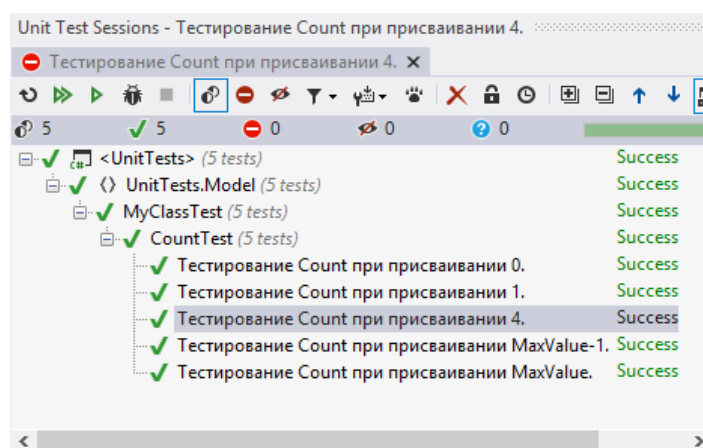 Unit Test Sessions - Тестирование Count при присваивании 4.
Тестирование Count при присваивании 4.
5 5 0 0 0
<UnitTests> (5 tests) Success
UnitTests.Model (5 tests) Success
MyClassTest (5 tests) Success
CountTest (5 tests) Success
Тестирование Count при присваивании 0. Success
Тестирование Count при присваивании 1. Success
Тестирование Count при присваивании 4. Success
Тестирование Count при присваивании MaxValue-1. Success
Тестирование Count при присваивании MaxValue. Success